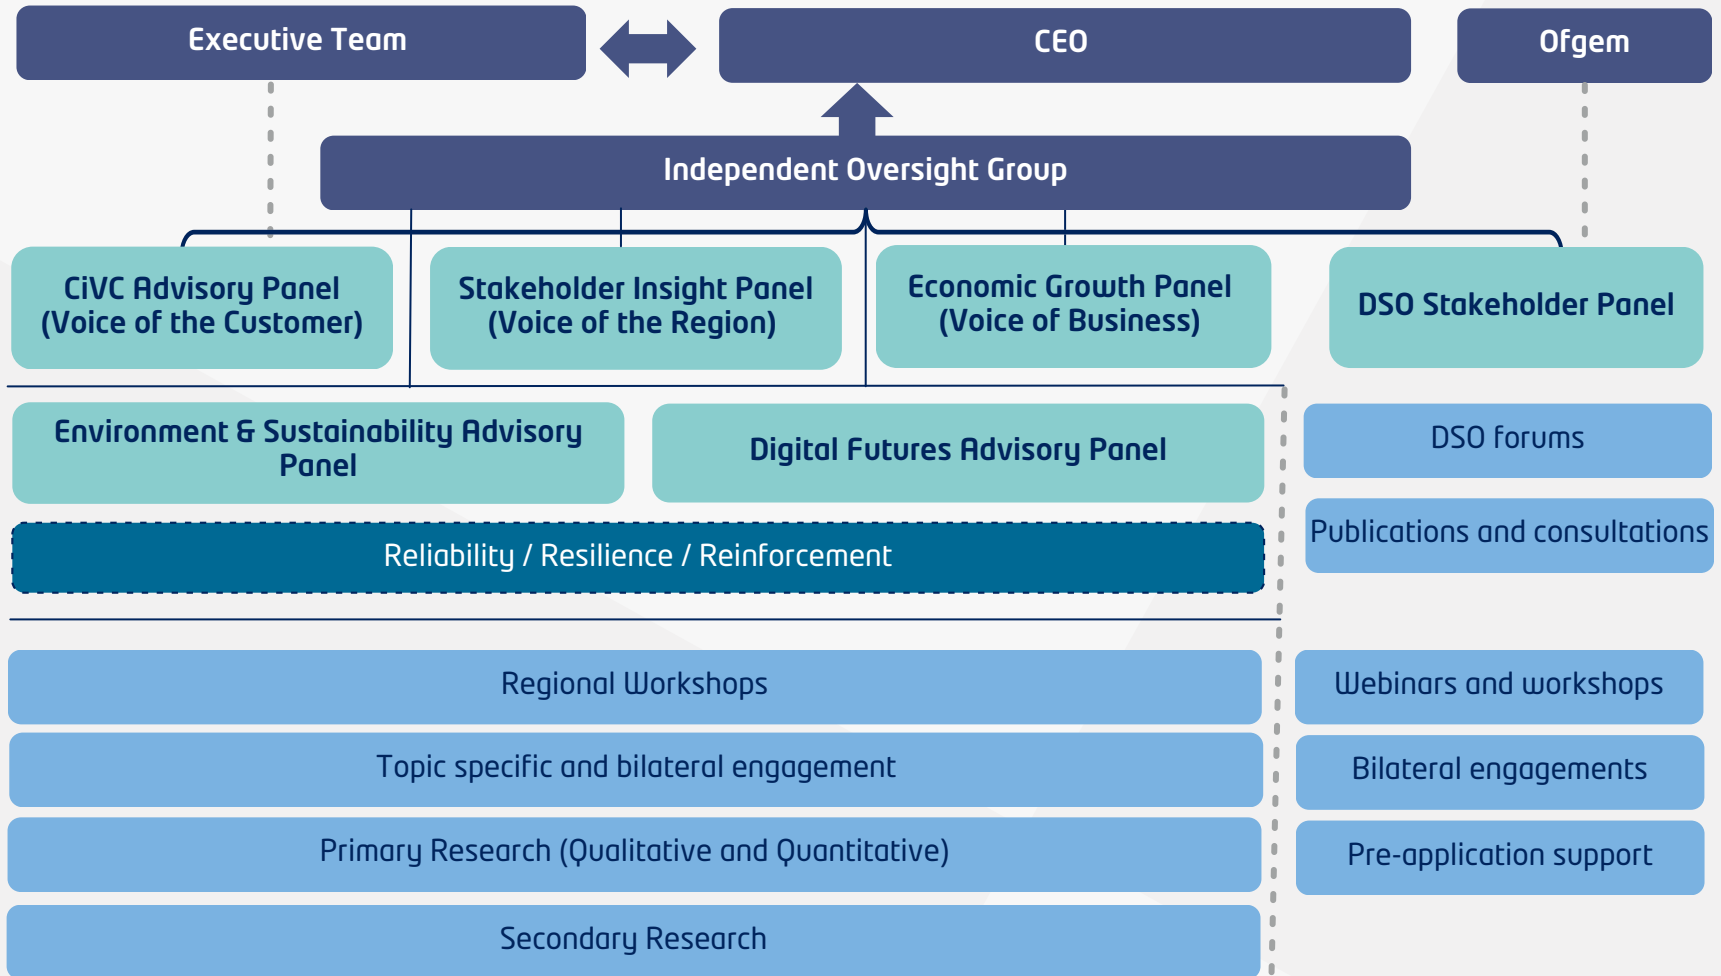 Executive Team
CEO
Ofgem
Independent Oversight Group
CiVC Advisory Panel
(Voice of the Customer)
Stakeholder Insight Panel
(Voice of the Region)
Economic Growth Panel
(Voice of Business)
DSO Stakeholder Panel
Environment & Sustainability Advisory
Panel
Digital Futures Advisory Panel
DSO forums
Publications and consultations
Reliability / Resilience / Reinforcement
Regional Workshops
Webinars and workshops
Topic specific and bilateral engagement
Bilateral engagements
Primary Research (Qualitative and Quantitative)
Pre-application support
Secondary Research